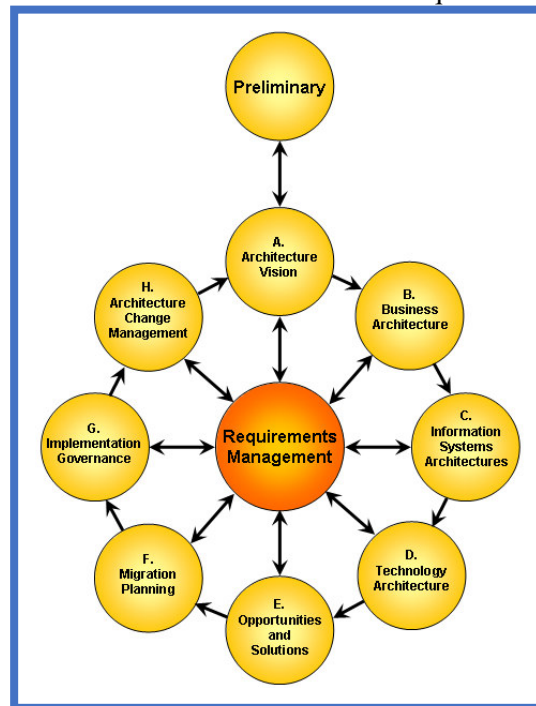 Preliminary
A.
Architecture
Vision
B.
Business
Architecture
C.
Information
Systems
Architectures
D.
Technology
Architecture
E.
Opportunities
and
Solutions
F.
Migration
Planning
G.
Implementation
Governance
H.
Architecture
Change
Management
Requirements
Management